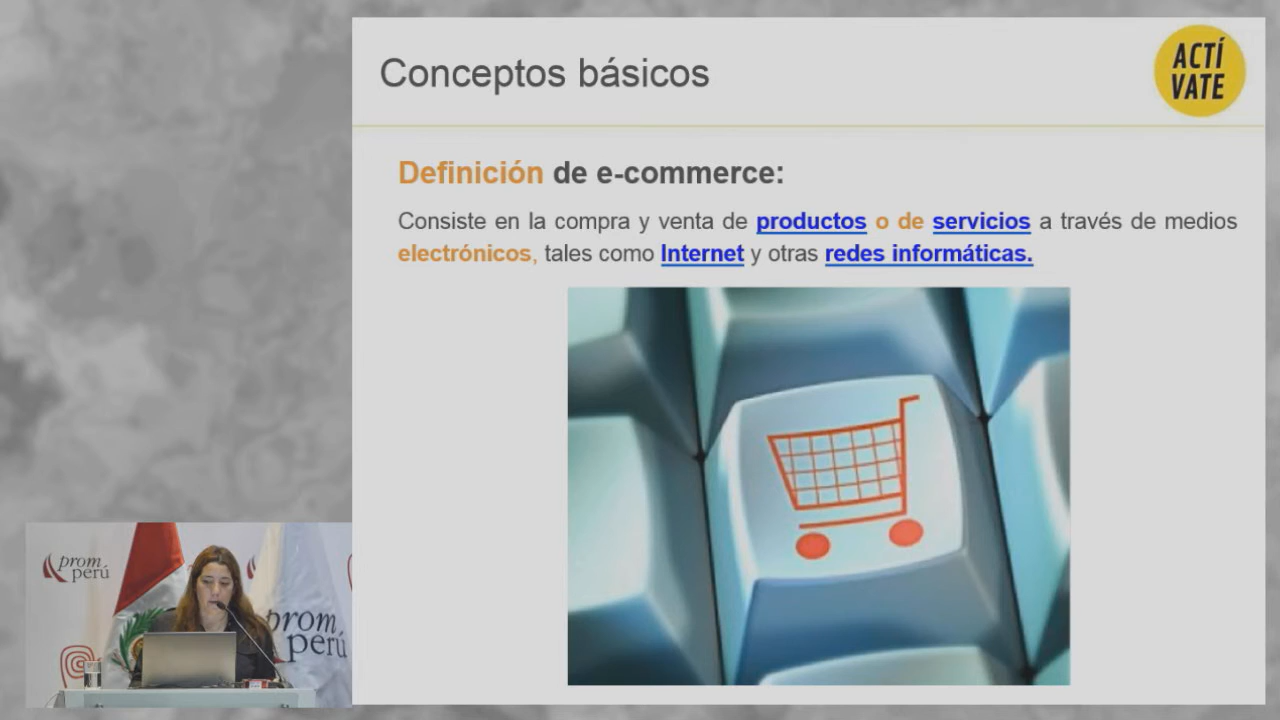 Conceptos básicos
ACTÍ
VATE
Definición de e-commerce:
Consiste en la compra y venta de productos o de servicios a través de medios
electrónicos, tales como Internet y otras redes informáticas.
prom
perú
prom
perú